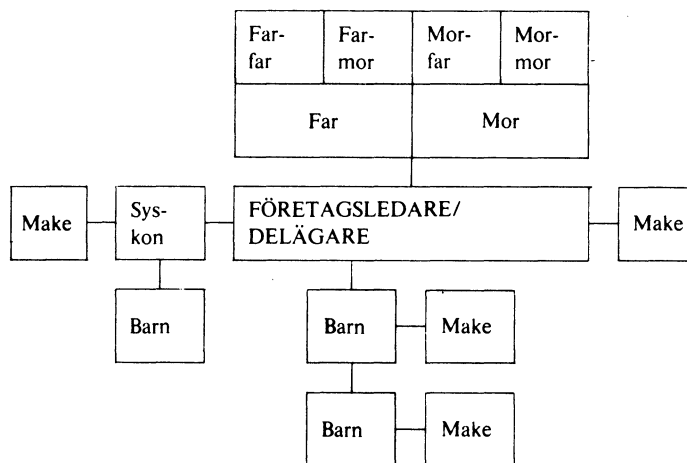 Far-
far
Far-
mor
Mor-
far
Mor-
mor
Far
Mor
Make
Sys-
kon
FÖRETAGSLEDARE/
DELÄGARE
Make
Barn
Barn
Make
Barn
Make